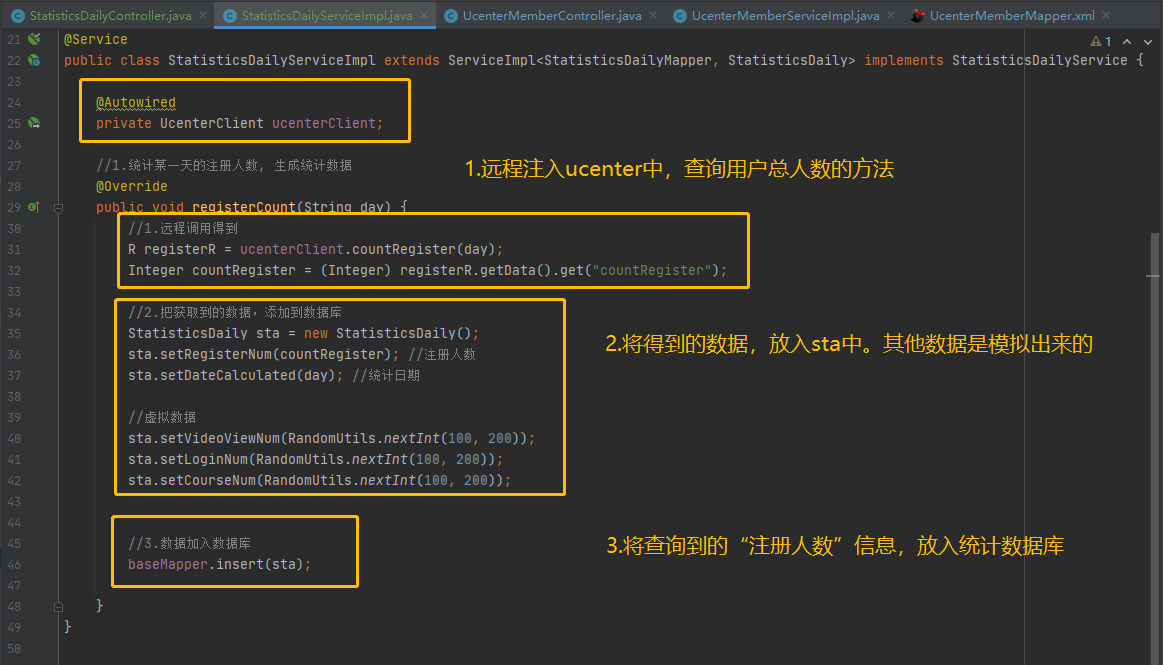 StatisticsDailyController.java × StatisticsDailyServiceImpl.java × UcenterMemberController.java × UcenterMemberServiceImpl.java × UcenterMemberMapper.xml ×
21 @Service 1
22 public class StatisticsDailyServiceImpl extends ServiceImpl<StatisticsDailyMapper, StatisticsDaily> implements StatisticsDailyService {
23
24 @Autowired
25 private UcenterClient ucenterClient;
26
27 //1.统计某一天的注册人数, 生成统计数据
1.远程注入ucenter中，查询用户总人数的方法
28 @Override
29 public void registerCount(String day) {
30 //1.远程调用得到
31 R registerR = ucenterClient.countRegister(day);
32 Integer countRegister = (Integer) registerR.getData().get("countRegister");
33
34 //2.把获取到的数据，添加到数据库
35 StatisticsDaily sta = new StatisticsDaily();
2.将得到的数据，放入sta中。其他数据是模拟出来的
36 sta.setRegisterNum(countRegister); //注册人数
37 sta.setDateCalculated(day); //统计日期
38
39 //虚拟数据
40 sta.setVideoViewNum(RandomUtils.nextInt(100, 200));
41 sta.setLoginNum(RandomUtils.nextInt(100, 200));
42 sta.setCourseNum(RandomUtils.nextInt(100, 200));
43
44
45 //3.数据加入数据库
3.将查询到的“注册人数”信息，放入统计数据库
46 baseMapper.insert(sta);
47
48 }
49 }
50